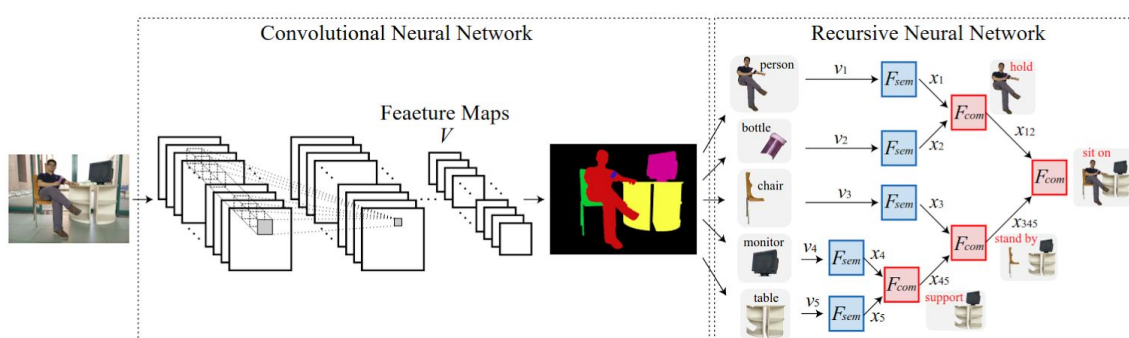 Convolutional Neural Network
Recursive Neural Network
Feaeture Maps
V
person
v1
Fsem
x1
hold
Fcom
x12
bottle
v2
Fsem
x2
sit on
Fcom
chair
v3
Fsem
x3
Fcom
x345
stand by
monitor
v4
Fsem
x4
Fcom
x45
support
table
v5
Fsem
x5